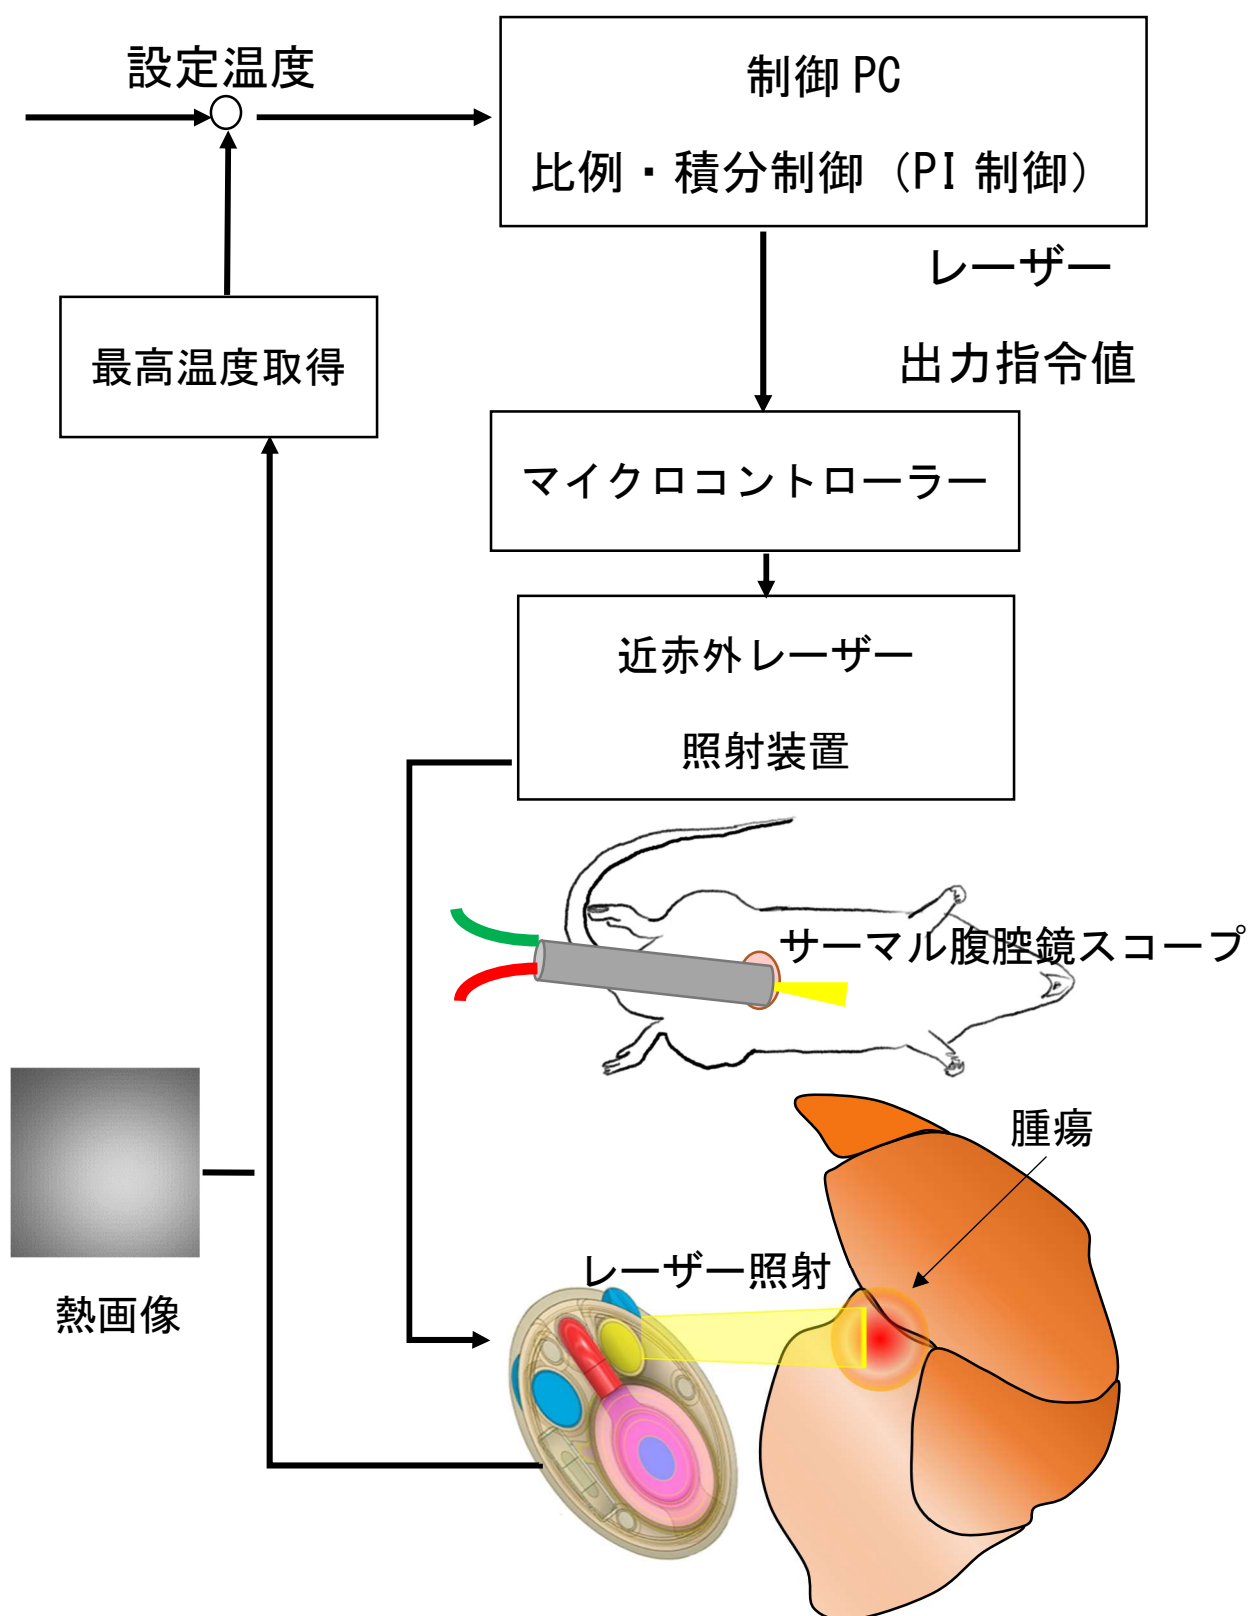 設定温度
制御 PC
比例・積分制御（PI 制御）
レーザー
出力指令値
最高温度取得
マイクロコントローラー
近赤外レーザー
照射装置
サーマル腹腔鏡スコープ
腫瘍
レーザー照射
熱画像